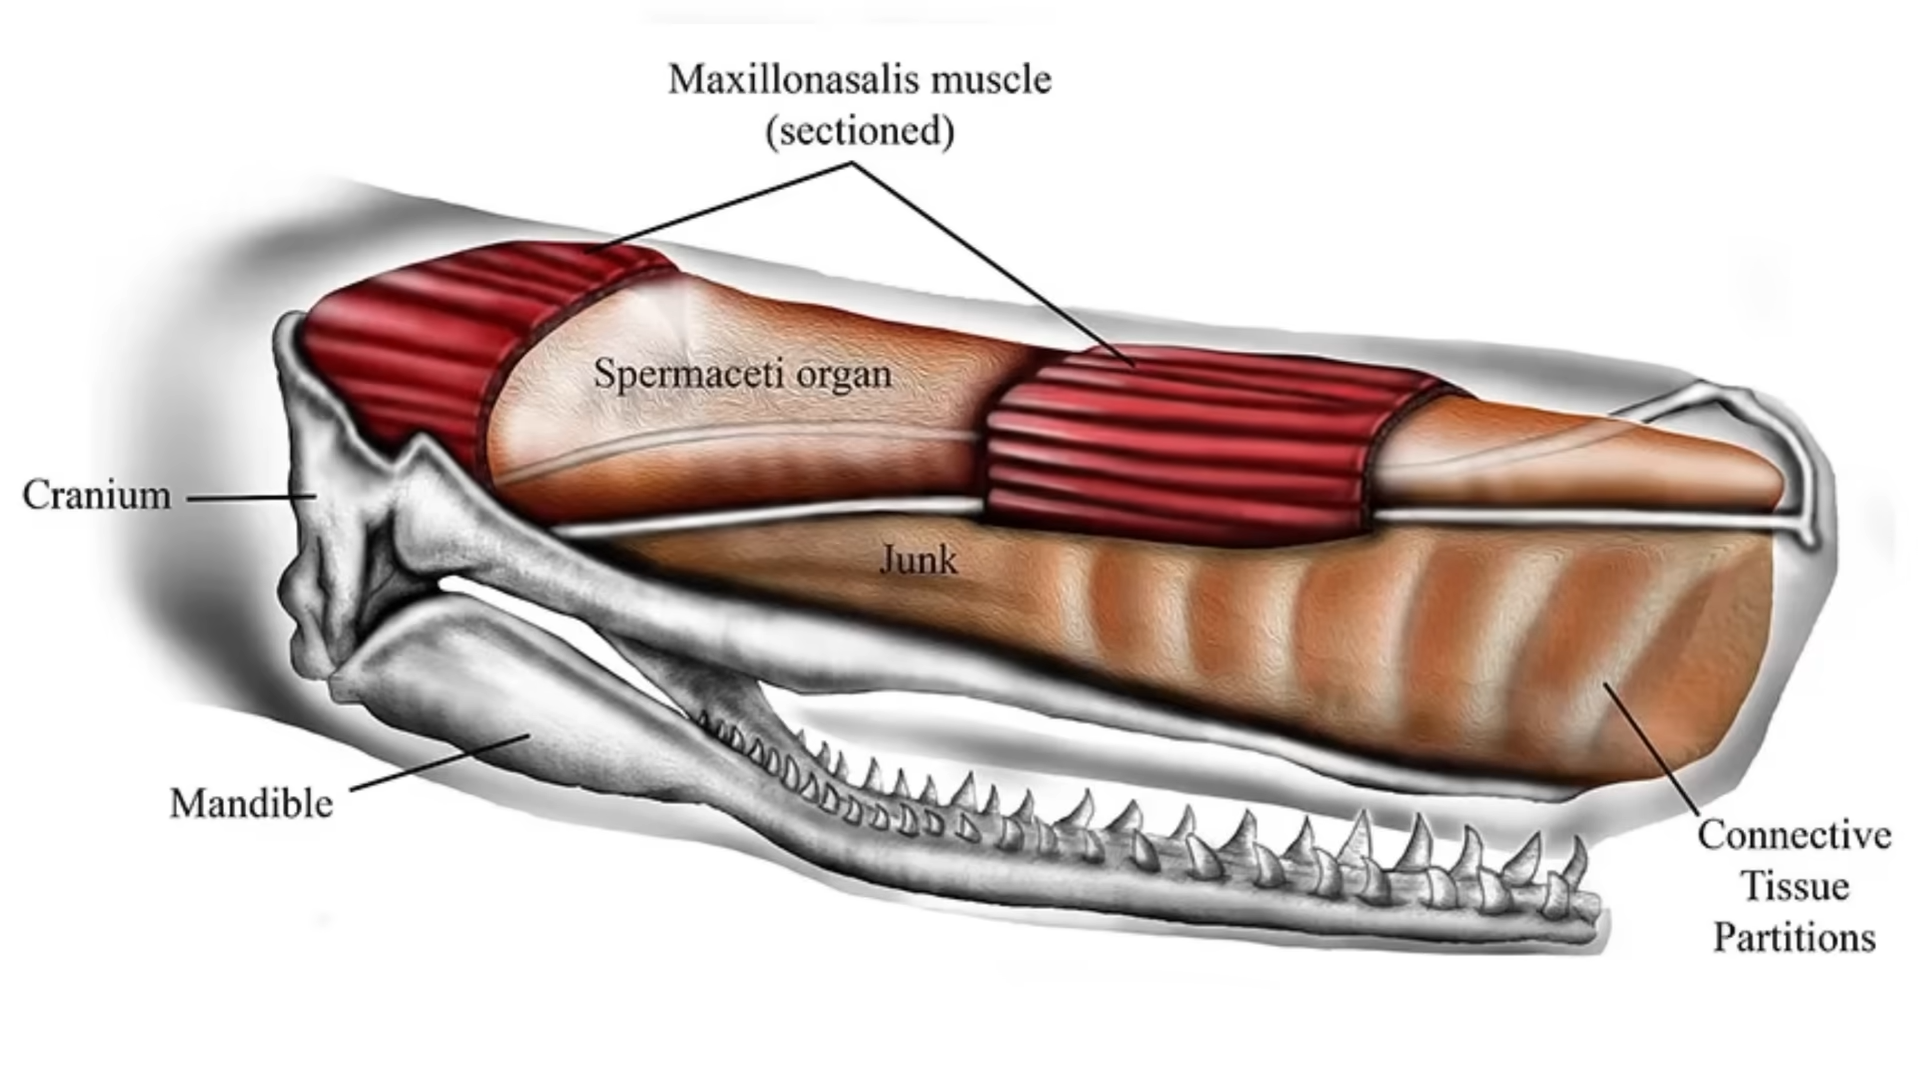 Maxillonasalis muscle
(sectioned)
Spermaceti organ
Cranium
Junk
Mandible
Connective
Tissue
Partitions